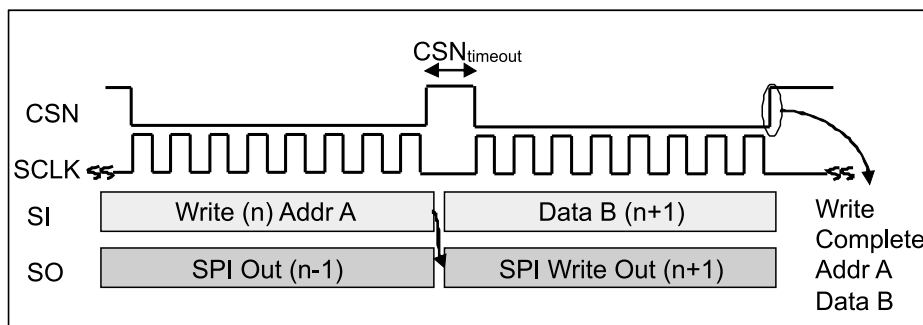 CSNtimeout
CSN
SCLK
SI
Write (n) Addr A
Data B (n+1)
SO
SPI Out (n-1)
SPI Write Out (n+1)
Write
Complete
Addr A
Data B